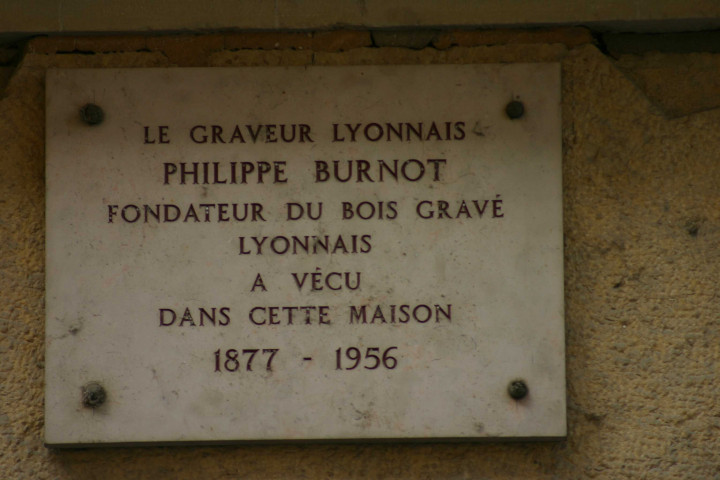 LE GRAVEUR LYONNAIS
PHILIPPE BURNOT
FONDATEUR DU BOIS GRAVÉ
LYONNAIS
A VÉCU
DANS CETTE MAISON
1877 - 1956